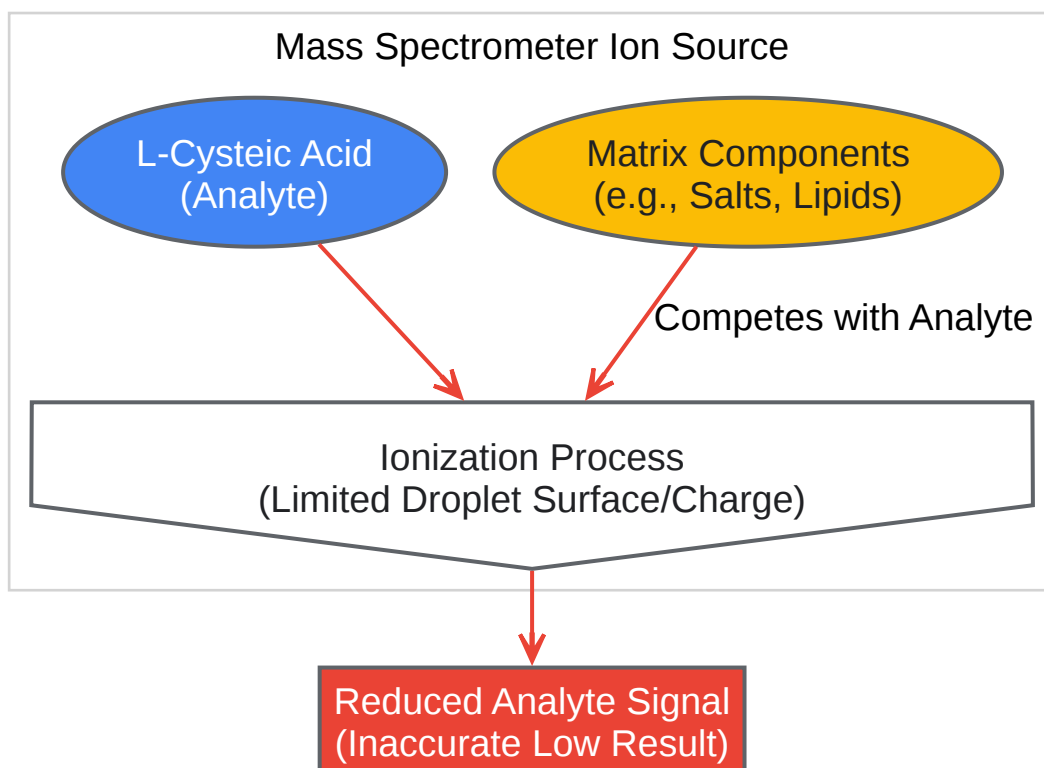 Mass Spectrometer Ion Source
L-Cysteic Acid
(Analyte)
Matrix Components
(e.g., Salts, Lipids)
Competes with Analyte
Ionization Process
(Limited Droplet Surface/Charge)
Reduced Analyte Signal
(Inaccurate Low Result)